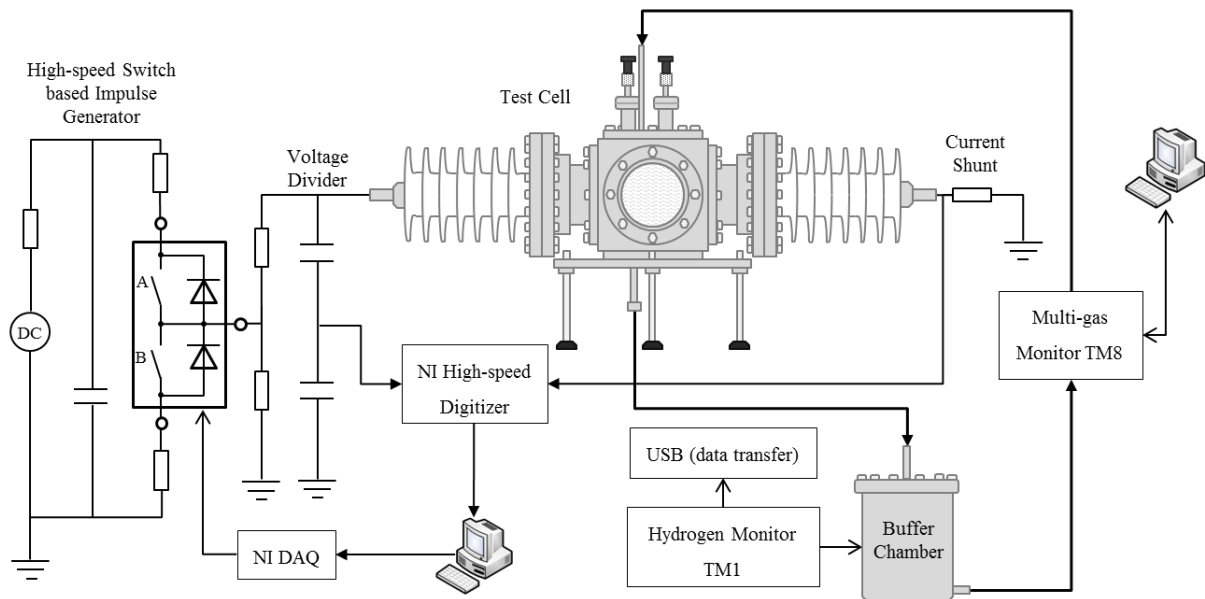 High-speed Switch
based Impulse
Generator
Test Cell
Voltage
Divider
Current
Shunt
A
B
DC
NI High-speed
Digitizer
Multi-gas
Monitor TM8
USB (data transfer)
Hydrogen Monitor
TM1
Buffer
Chamber
NI DAQ